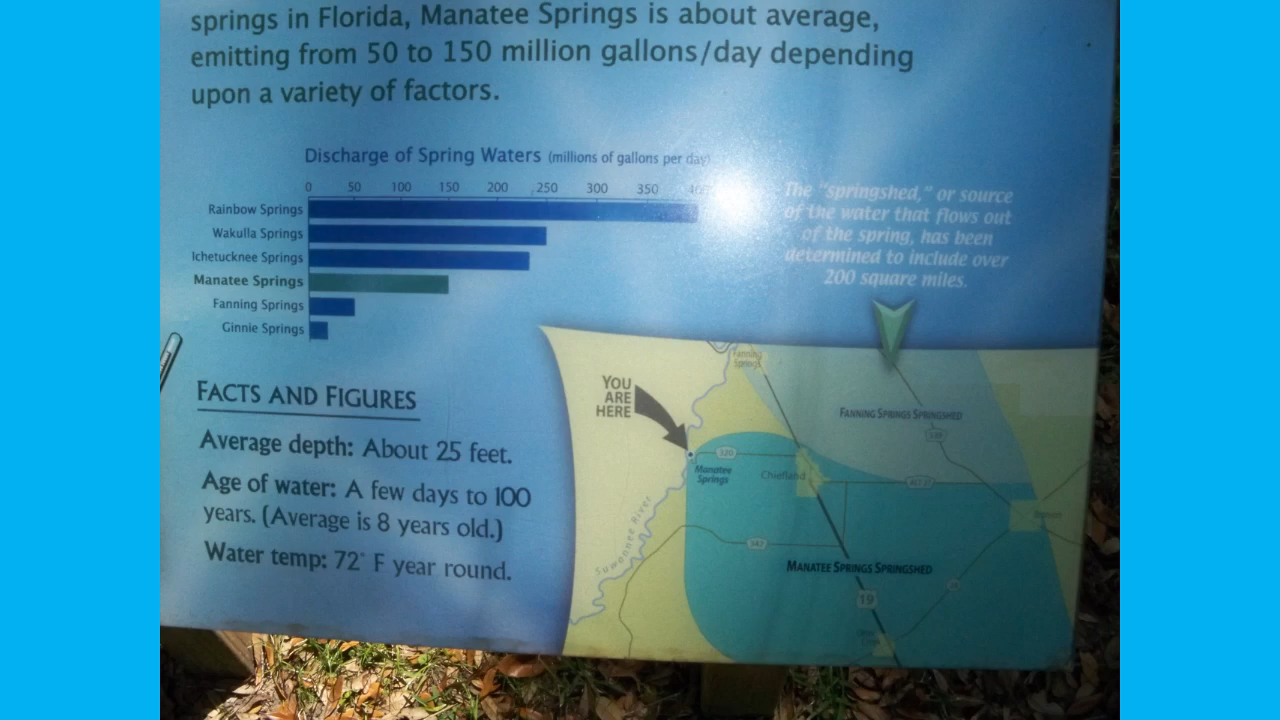 springs in Florida, Manatee Springs is about average,
emitting from 50 to 150 million gallons/day depending
upon a variety of factors.
Discharge of Spring Waters (millions of gallons per day)
0 50 100 150 200 250 300 350
Rainbow Springs
Wakulla Springs
Ichetucknee Springs
Manatee Springs
Fanning Springs
Ginnie Springs
The "springshed," or source
of the water that flows out
of the spring, has been
determined to include over
200 square miles.
FACTS AND FIGURES
Average depth: About 25 feet.
Age of water: A few days to 100
years. (Average is 8 years old.)
Water temp: 72° F year round.
Fanning
Springs
YOU
ARE
HERE
FANNING SPRINGS SPRINGSHED
320
Manatee
Springs
Chiefland
Suwannee River
MANATEE SPRINGS SPRINGSHED
19